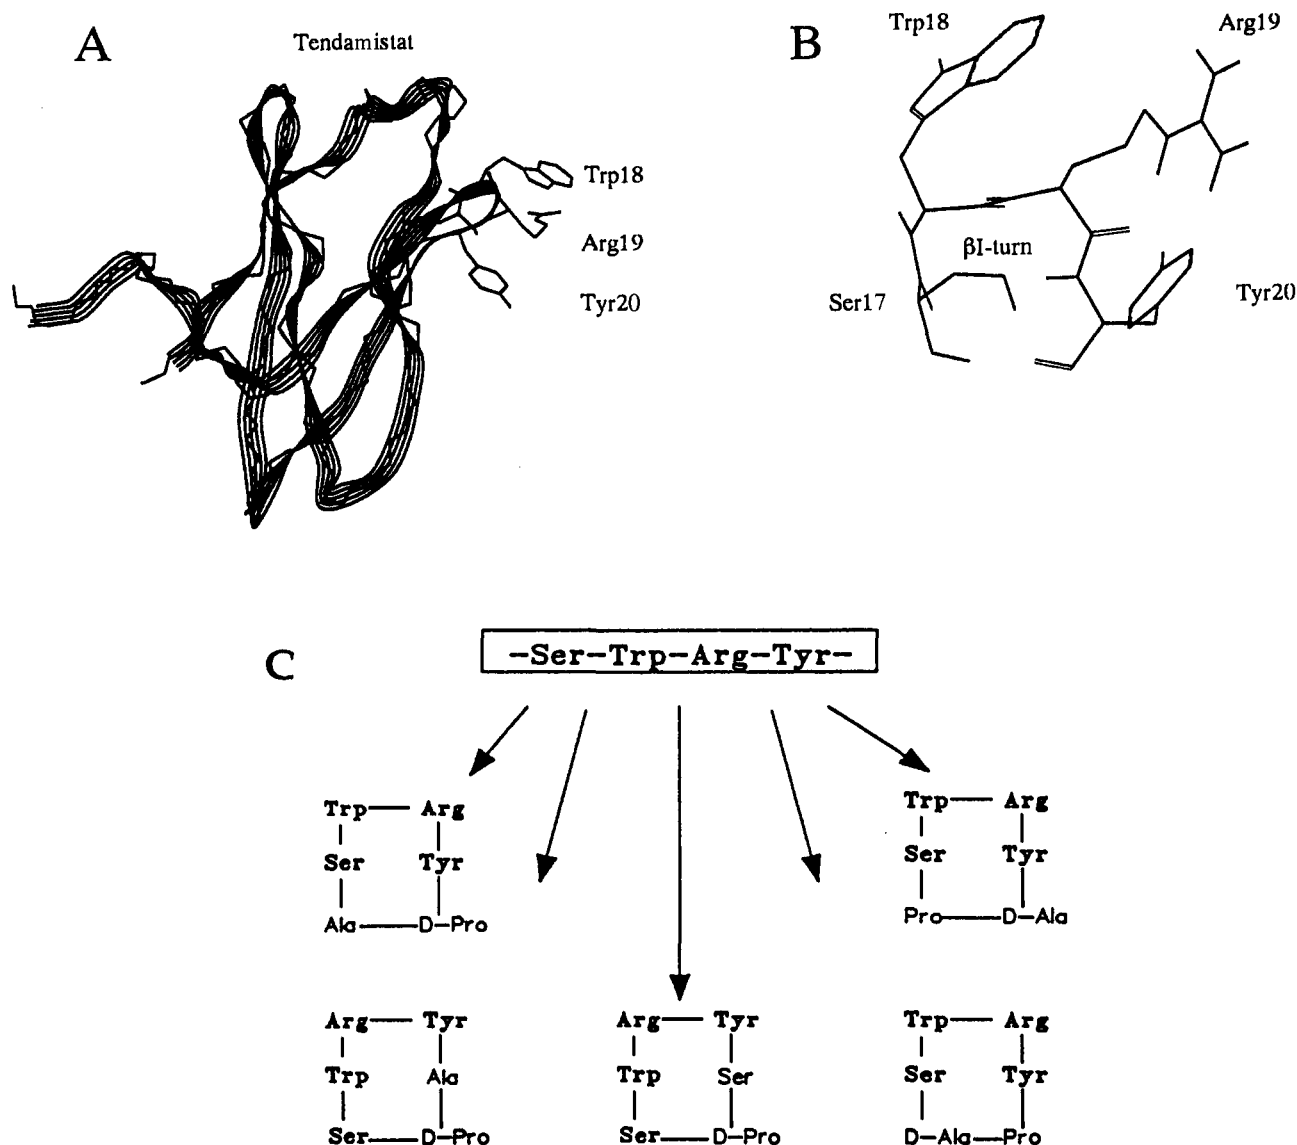 A
Tendamistat
Trp18
Arg19
Tyr20
B
Trp18
Arg19
βI-turn
Ser17
Tyr20
C
-Ser-Trp-Arg-Tyr-
Trp Arg
Ser Tyr
Ala D-Pro
Trp Arg
Ser Tyr
Pro D-Ala
Arg Tyr
Trp Ala
Ser D-Pro
Arg Tyr
Trp Ser
Ser D-Pro
Trp Arg
Ser Tyr
D-Ala-Pro